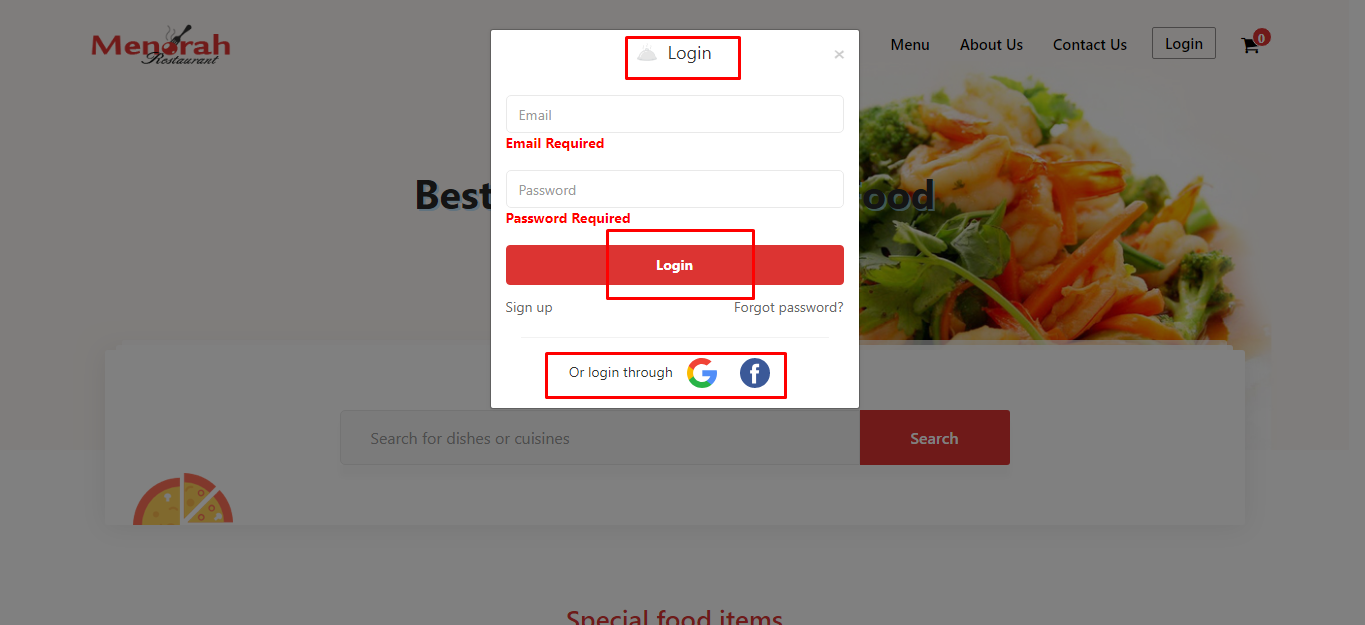 Menorah
Restaurant
Menu
About Us
Contact Us
Login
0
Login
×
Email
Email Required
Password
Password Required
Login
Sign up
Forgot password?
Or login through
Best
ood
Search for dishes or cuisines
Search
Special food items